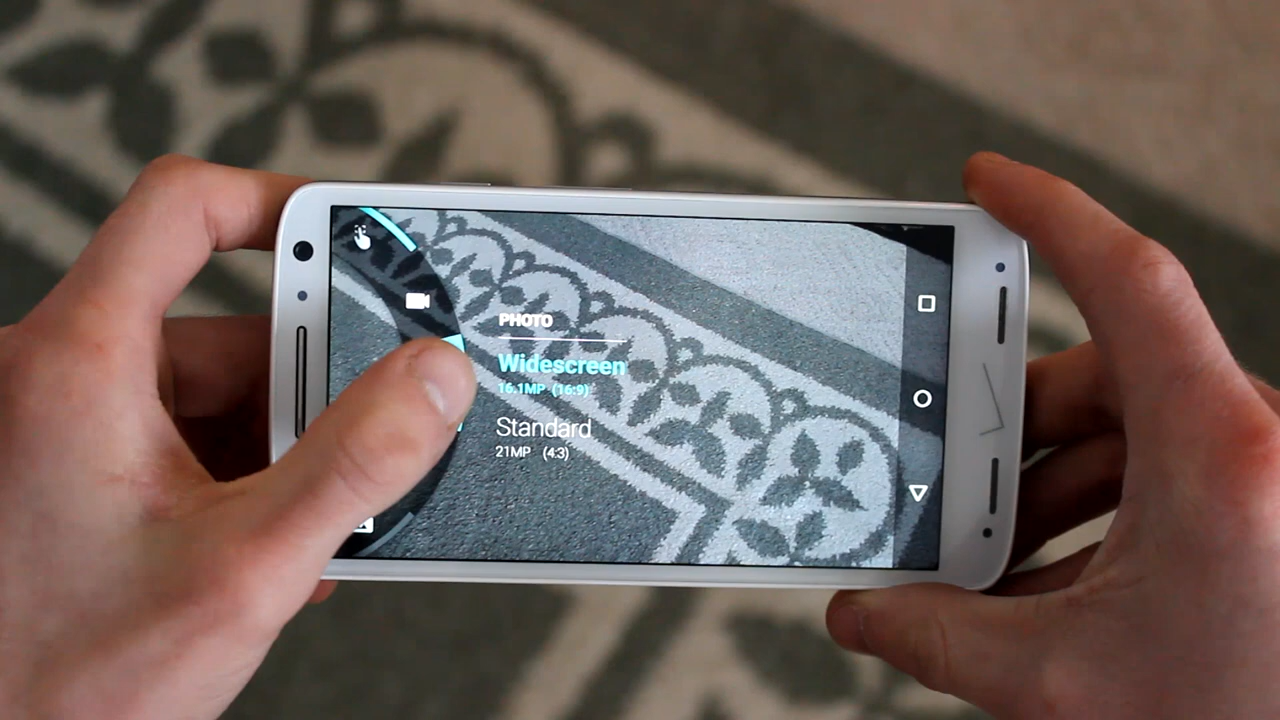 PHOTO
Widescreen
16.1MP (16:9)
Standard
21MP (4:3)